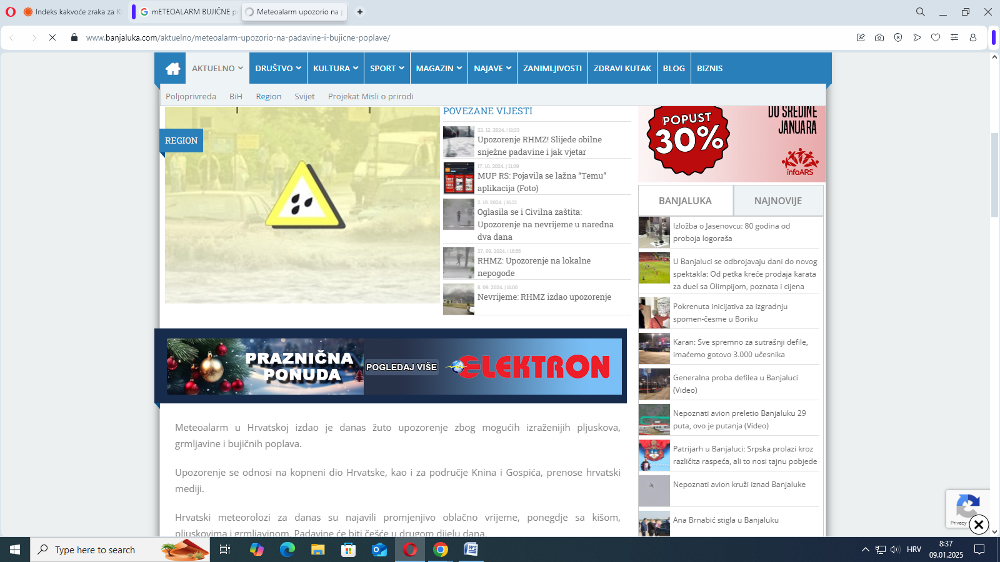 Indeks kakvoće zraka za K
mETEOALARM BUJIČNE p
Meteoalarm upozorio na p
www.banjaluka.com/aktuelno/meteoalarm-upozorio-na-padavine-i-bujicne-poplave/
AKTUELNO
DRUŠTVO
KULTURA
SPORT
MAGAZIN
NAJAVE
ZANIMLJIVOSTI
ZDRAVI KUTAK
BLOG
BIZNIS
Poljoprivreda
BiH
Region
Svijet
Projekat Misli o prirodi
REGION
POVEZANE VIJESTI
22. 12. 2024. | 11:33
Upozorenje RHMZ! Slijede obilne
snježne padavine i jak vjetar
17. 10. 2024. | 11:09
MUP RS: Pojavila se lažna “Temu”
aplikacija (Foto)
2. 10. 2024. | 16:21
Oglasila se i Civilna zaštita:
Upozorenje na nevrijeme u naredna
dva dana
27. 09. 2024. | 16:55
RHMZ: Upozorenje na lokalne
nepogode
8. 09. 2024. | 11:00
Nevrijeme: RHMZ izdao upozorenje
POPUST
30%
DO SREDINE
JANUARA
infoARS
BANJALUKA
NAJNOVIJE
Izložba o Jasenovcu: 80 godina od
proboja logoraša
U Banjaluci se odbrojavaju dani do novog
spektakla: Od petka kreće prodaja karata
za duel sa Olimpijom, poznata i cijena
Pokrenuta inicijativa za izgradnju
spomen-česme u Boriku
Karan: Sve spremno za sutrašnji defile,
imaćemo gotovo 3.000 učesnika
Generalna proba defilea u Banjaluci
(Video)
Nepoznati avion preletio Banjaluku 29
puta, ovo je putanja (Video)
Patrijarh u Banjaluci: Srpska prolazi kroz
različita raspeća, ali to nosi tajnu pobjede
Nepoznati avion kruži iznad Banjaluke
Ana Brnabić stigla u Banjaluku
PRAZNIČNA
PONUDA
POGLEDAJ VIŠE
ELEKTRON
Meteoalarm u Hrvatskoj izdao je danas žuto upozorenje zbog mogućih izraženijih pljuskova,
grmljavine i bujičnih poplava.
Upozorenje se odnosi na kopneni dio Hrvatske, kao i za područje Knina i Gospića, prenose hrvatski
mediji.
Hrvatski meteorolozi za danas su najavili promjenjivo oblačno vrijeme, ponegdje sa kišom,
pljuskovima i grmljavinom. Padavine će biti češće u drugom dijelu dana.
Privacy
Type here to search
HRV
8:37
09.01.2025